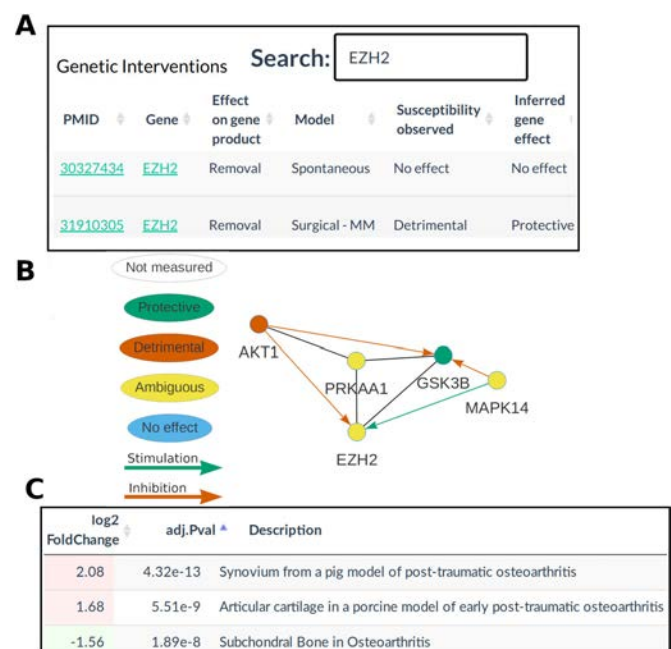 A
Genetic Interventions Search: EZH2
PMID Gene Effect on gene product Model Susceptibility observed Inferred gene effect
30327434 EZH2 Removal Spontaneous No effect No effect
31910305 EZH2 Removal Surgical - MM Detrimental Protective
B
Not measured
Protective
Detrimental
Ambiguous
No effect
Stimulation
Inhibition
AKT1
PRKAA1
GSK3B
MAPK14
EZH2
C
log2 FoldChange adj.Pval Description
2.08 4.32e-13 Synovium from a pig model of post-traumatic osteoarthritis
1.68 5.51e-9 Articular cartilage in a porcine model of early post-traumatic osteoarthritis
-1.56 1.89e-8 Subchondral Bone in Osteoarthritis